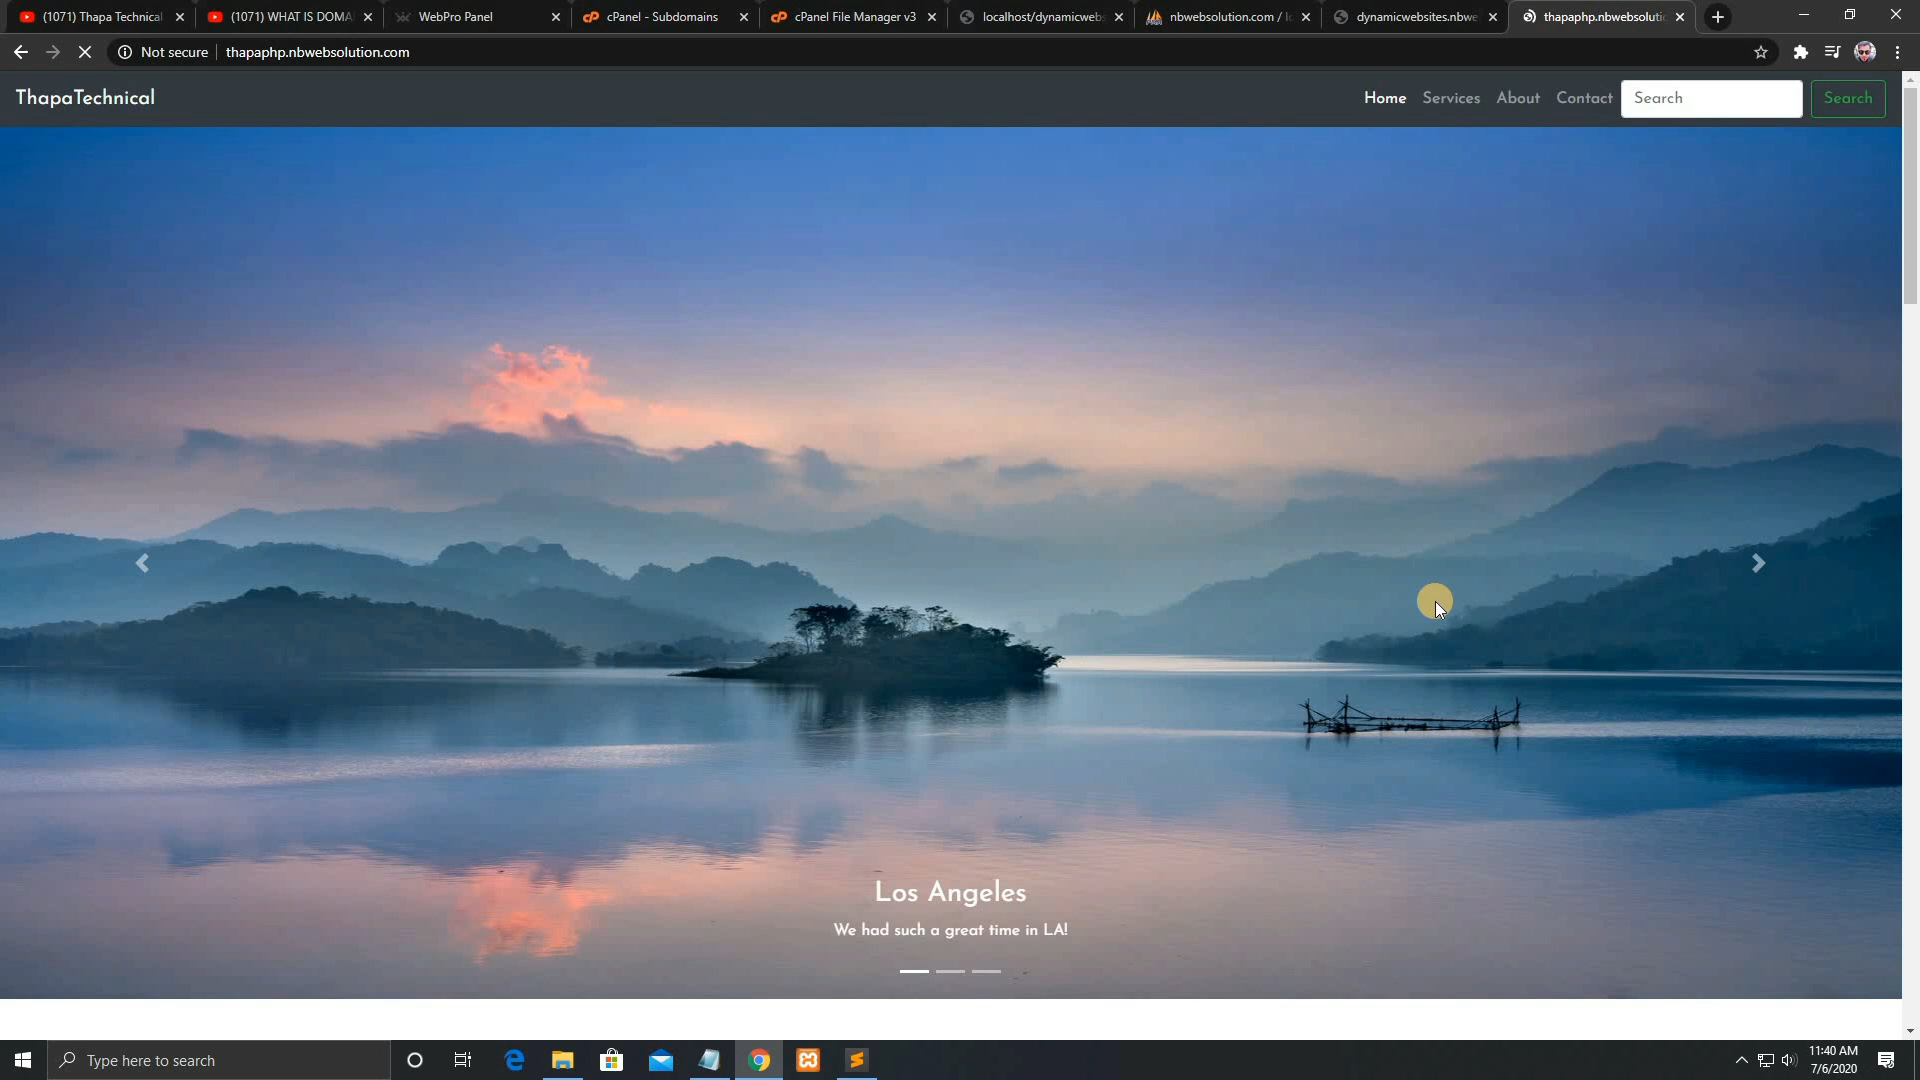 (1071) Thapa Technical
(1071) WHAT IS DOMA
WebPro Panel
cPanel - Subdomains
cPanel File Manager v3
localhost/dynamicwebs
nbwebsolution.com / lo
dynamicwebsites.nbwe
thapaphp.nbwebsoluti
Not secure
thapaphp.nbwebsolution.com
ThapaTechnical
Home
Services
About
Contact
Search
Search
Los Angeles
We had such a great time in LA!
Type here to search
11:40 AM
7/6/2020